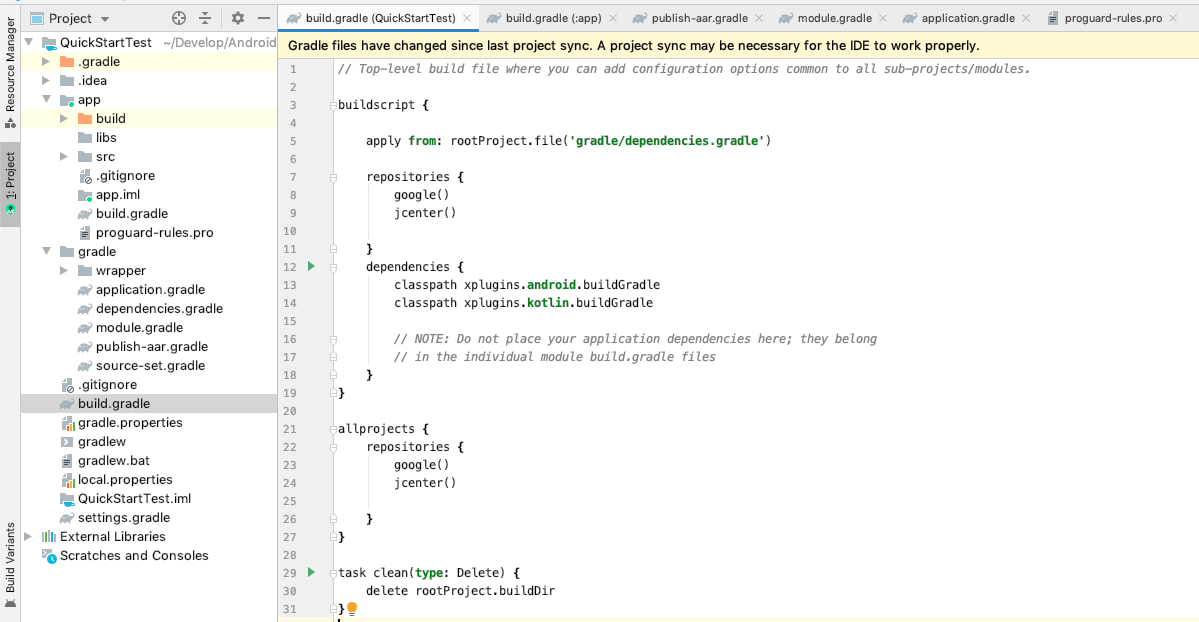 Project
QuickStartTest ~/Develop/Android
.gradle
.idea
app
build
libs
src
.gitignore
app.iml
build.gradle
proguard-rules.pro
gradle
wrapper
application.gradle
dependencies.gradle
module.gradle
publish-aar.gradle
source-set.gradle
.gitignore
build.gradle
gradle.properties
gradlew
gradlew.bat
local.properties
QuickStartTest.iml
settings.gradle
External Libraries
Scratches and Consoles
Resource Manager
1: Project
Build Variants
build.gradle (QuickStartTest) build.gradle (:app) publish-aar.gradle module.gradle application.gradle proguard-rules.pro
Gradle files have changed since last project sync. A project sync may be necessary for the IDE to work properly.
1 // Top-level build file where you can add configuration options common to all sub-projects/modules.
2
3 buildscript {
4
5 apply from: rootProject.file('gradle/dependencies.gradle')
6
7 repositories {
8 google()
9 jcenter()
10
11 }
12 dependencies {
13 classpath xplugins.android.buildGradle
14 classpath xplugins.kotlin.buildGradle
15
16 // NOTE: Do not place your application dependencies here; they belong
17 // in the individual module build.gradle files
18 }
19 }
20
21 allprojects {
22 repositories {
23 google()
24 jcenter()
25
26 }
27 }
28
29 task clean(type: Delete) {
30 delete rootProject.buildDir
31 }